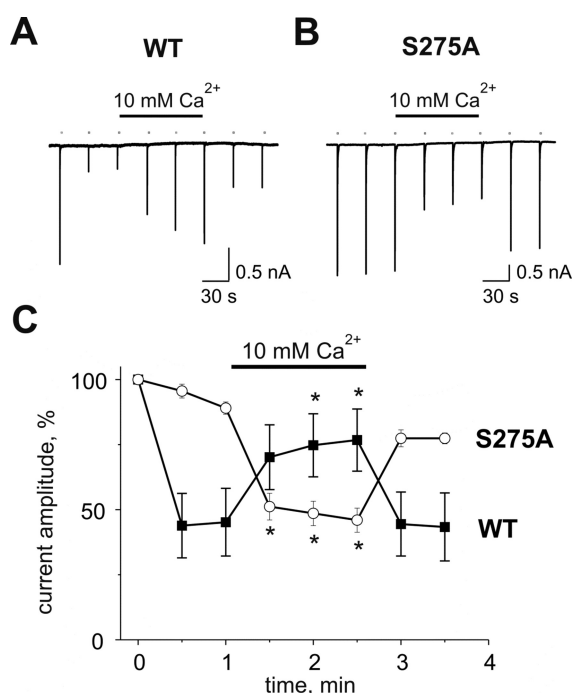 A
WT
10 mM Ca²⁺
0.5 nA
30 s
B
S275A
10 mM Ca²⁺
0.5 nA
30 s
C
10 mM Ca²⁺
100
50
0
current amplitude, %
* *
* * *
S275A
WT
0 1 2 3 4
time, min